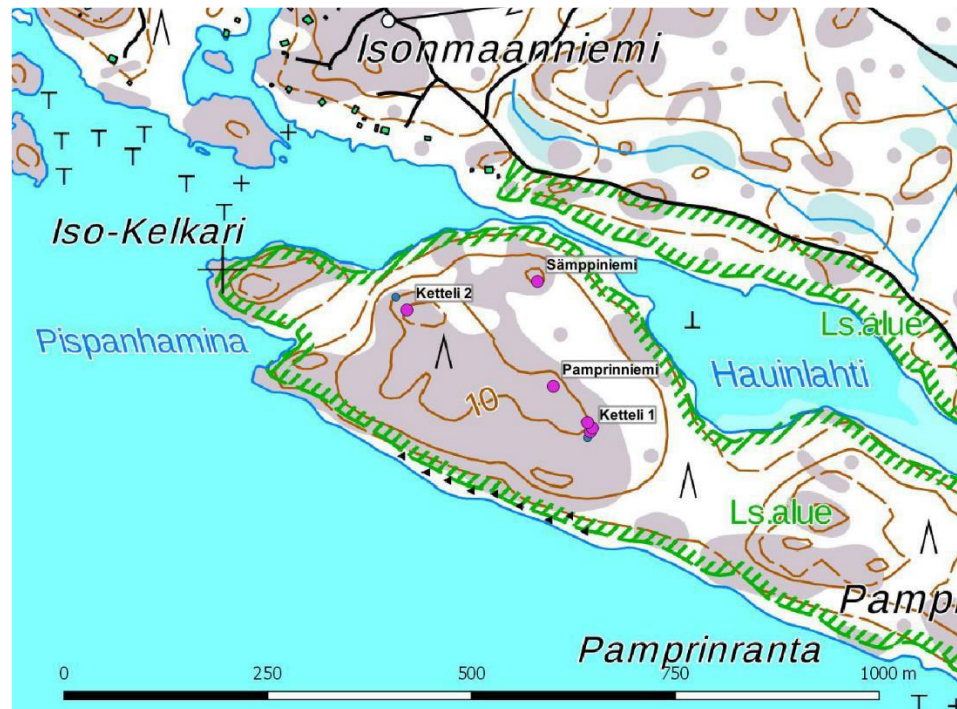 Isonmaanniemi
Iso-Kelkari
Sämppiniemi
Ketteli 2
Ls.alue
Pispanhamina
Hauinlahti
Pamprinniemi
10
Ketteli 1
Ls.alue
Pampr
Pamprinranta
0 250 500 750 1000 m